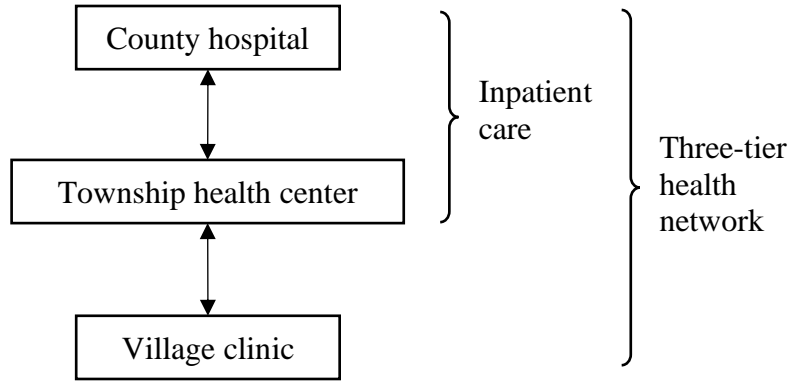 County hospital
Inpatient
care
Township health center
Three-tier
health
network
Village clinic